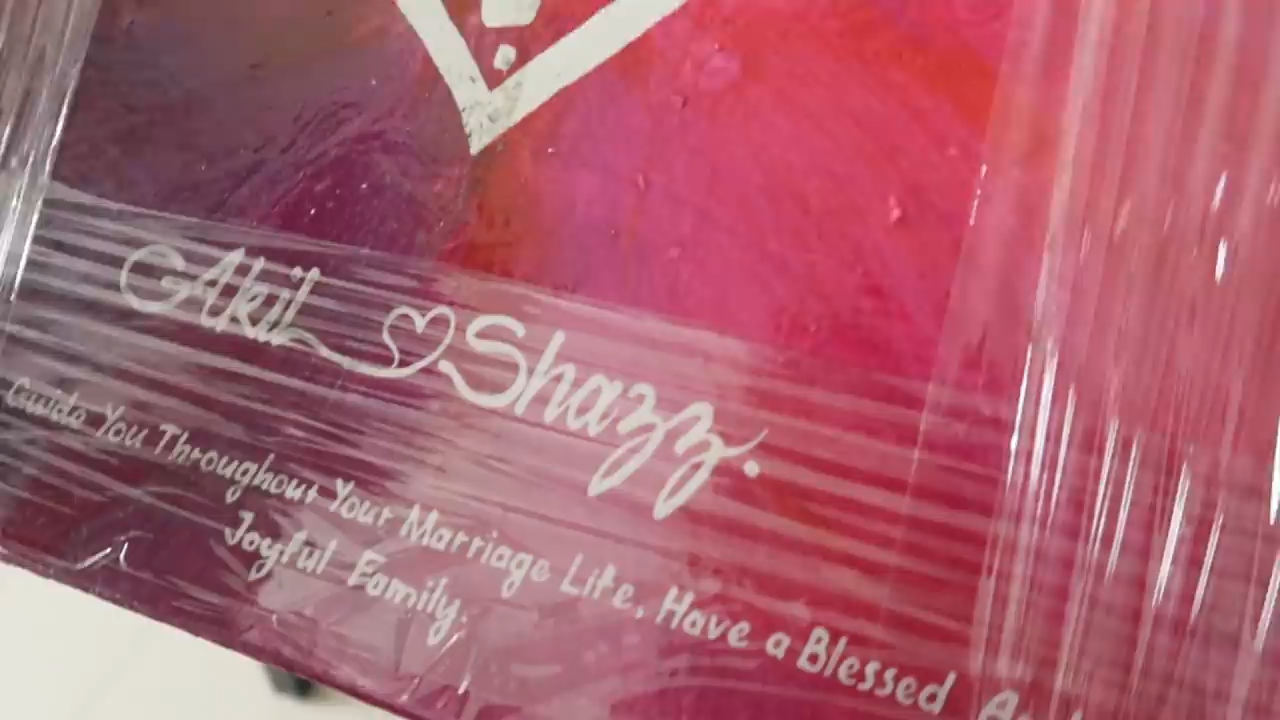 Akil ♡ Shazz.
Guide You Throughout Your Marriage Life, Have a Blessed
Joyful Family.